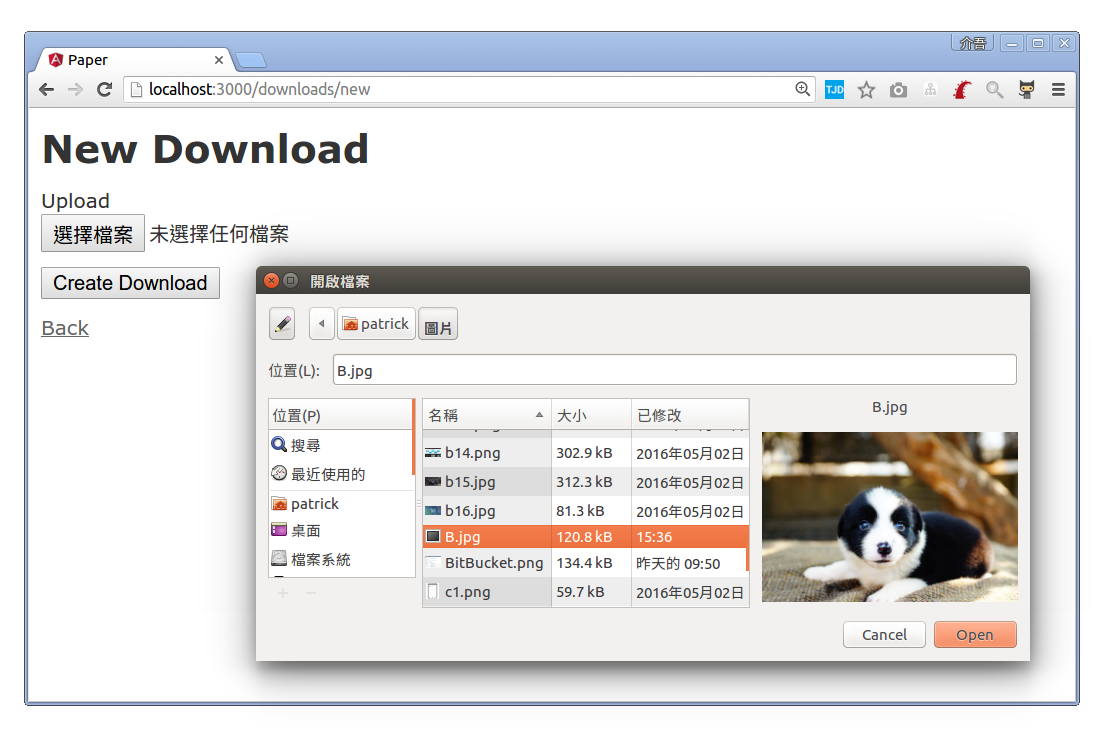 介吾
Paper
localhost:3000/downloads/new
TJD
New Download
Upload
選擇檔案 未選擇任何檔案
Create Download
Back
開啟檔案
patrick 圖片
位置(L): B.jpg
位置(P)
搜尋
最近使用的
patrick
桌面
檔案系統
名稱 大小 已修改
b14.png 302.9 kB 2016年05月02日
b15.jpg 312.3 kB 2016年05月02日
b16.jpg 81.3 kB 2016年05月02日
B.jpg 120.8 kB 15:36
BitBucket.png 134.4 kB 昨天的 09:50
c1.png 59.7 kB 2016年05月02日
B.jpg
Cancel Open